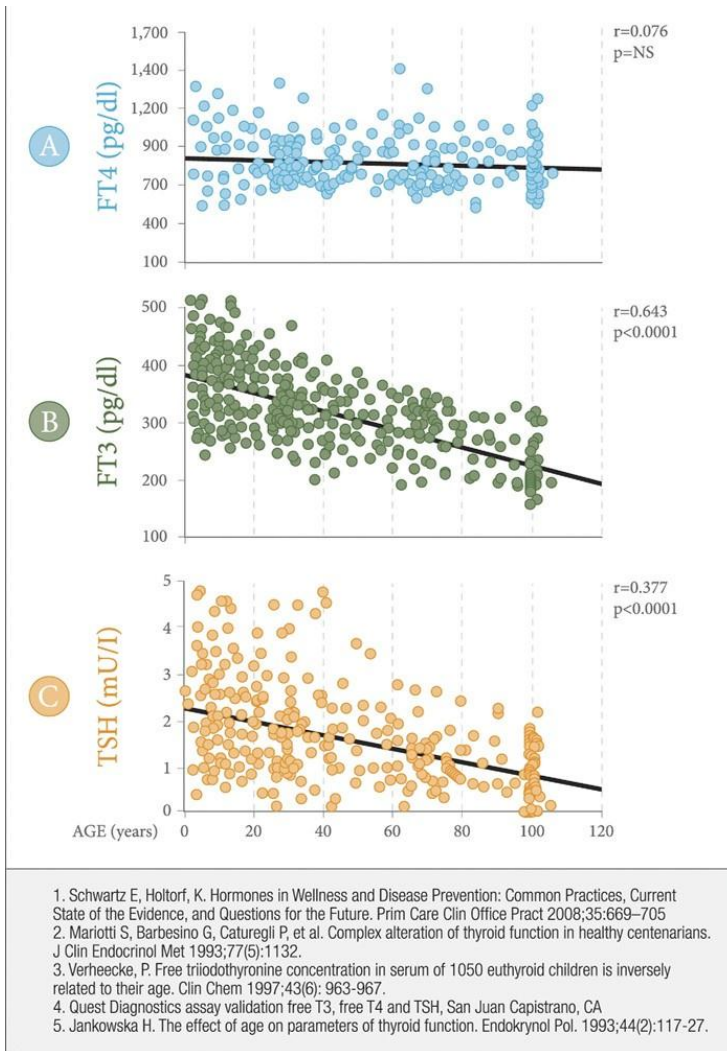 1,700
1,400
1,200
900
700
400
100
A
FT4 (pg/dl)
r=0.076
p=NS
500
400
300
200
100
B
FT3 (pg/dl)
r=0.643
p<0.0001
5
4
3
2
1
0
C
TSH (mU/I)
r=0.377
p<0.0001
AGE (years) 0 20 40 60 80 100 120
1. Schwartz E, Holtorf, K. Hormones in Wellness and Disease Prevention: Common Practices, Current
State of the Evidence, and Questions for the Future. Prim Care Clin Office Pract 2008;35:669–705
2. Mariotti S, Barbesino G, Caturegli P, et al. Complex alteration of thyroid function in healthy centenarians.
J Clin Endocrinol Met 1993;77(5):1132.
3. Verheecke, P. Free triiodothyronine concentration in serum of 1050 euthyroid children is inversely
related to their age. Clin Chem 1997;43(6): 963-967.
4. Quest Diagnostics assay validation free T3, free T4 and TSH, San Juan Capistrano, CA
5. Jankowska H. The effect of age on parameters of thyroid function. Endokrynol Pol. 1993;44(2):117-27.